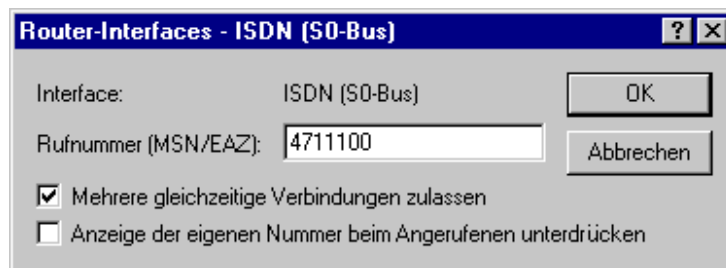 Router-Interfaces - ISDN (S0-Bus)
Interface: ISDN (S0-Bus) OK
Rufnummer (MSN/EAZ): 4711100
Abbrechen
Mehrere gleichzeitige Verbindungen zulassen
Anzeige der eigenen Nummer beim Angerufenen unterdrücken